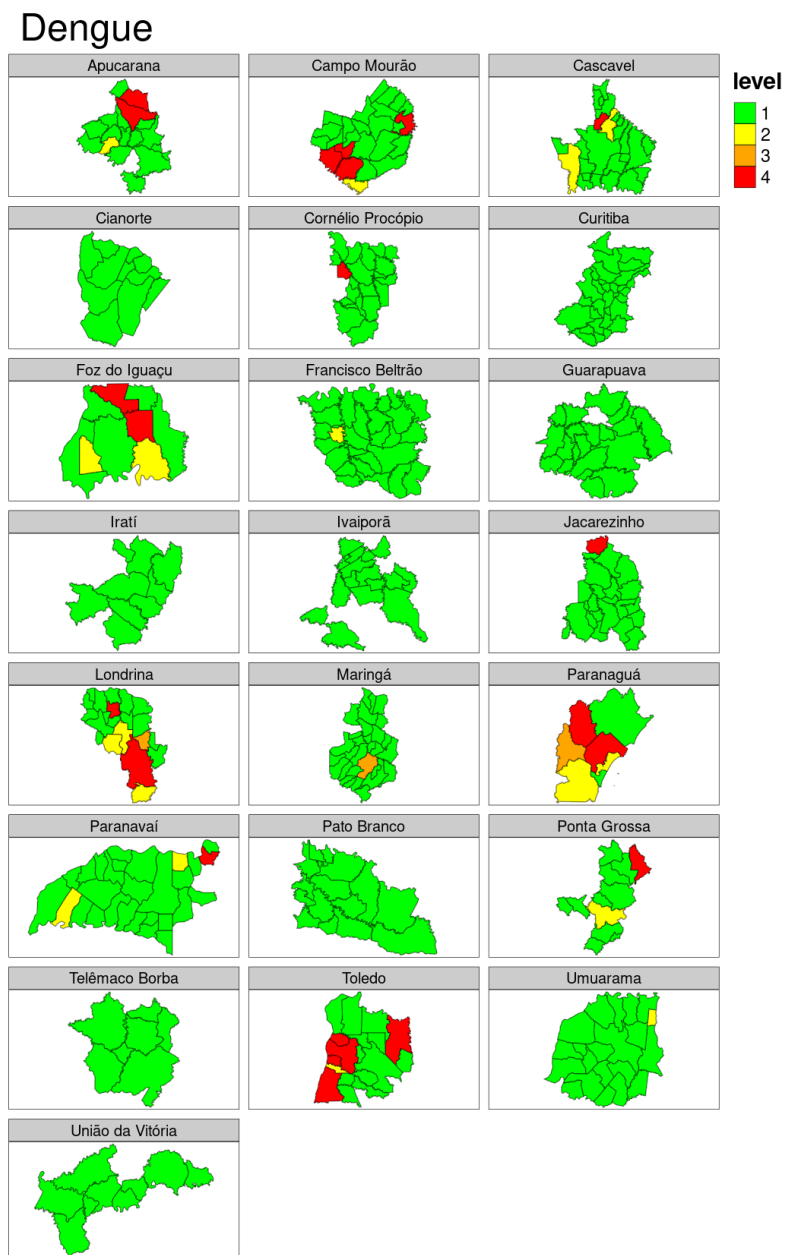 Dengue
Apucarana
Campo Mourão
Cascavel
level
1
2
3
4
Cianorte
Cornélio Procópio
Curitiba
Foz do Iguaçu
Francisco Beltrão
Guarapuava
Iratí
Ivaiporã
Jacarezinho
Londrina
Maringá
Paranaguá
Paranavaí
Pato Branco
Ponta Grossa
Telêmaco Borba
Toledo
Umuarama
União da Vitória